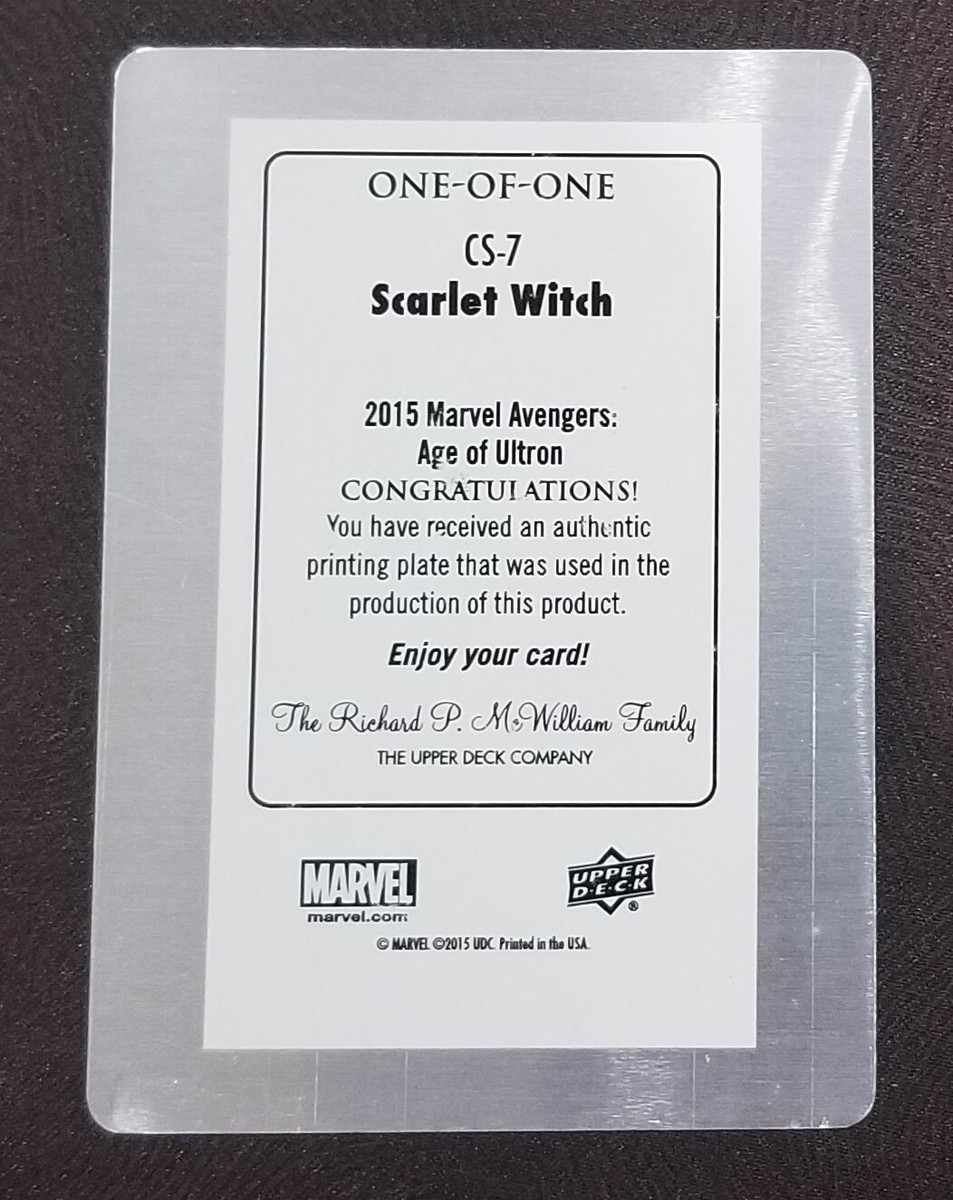 ONE-OF-ONE
CS-7
Scarlet Witch
2015 Marvel Avengers:
Age of Ultron
CONGRATULATIONS!
You have received an authentic
printing plate that was used in the
production of this product.
Enjoy your card!
The Richard P. McWilliam Family
THE UPPER DECK COMPANY
MARVEL
marvel.com
UPPER
D·E·C·K
®
© MARVEL ©2015 UDC. Printed in the USA.